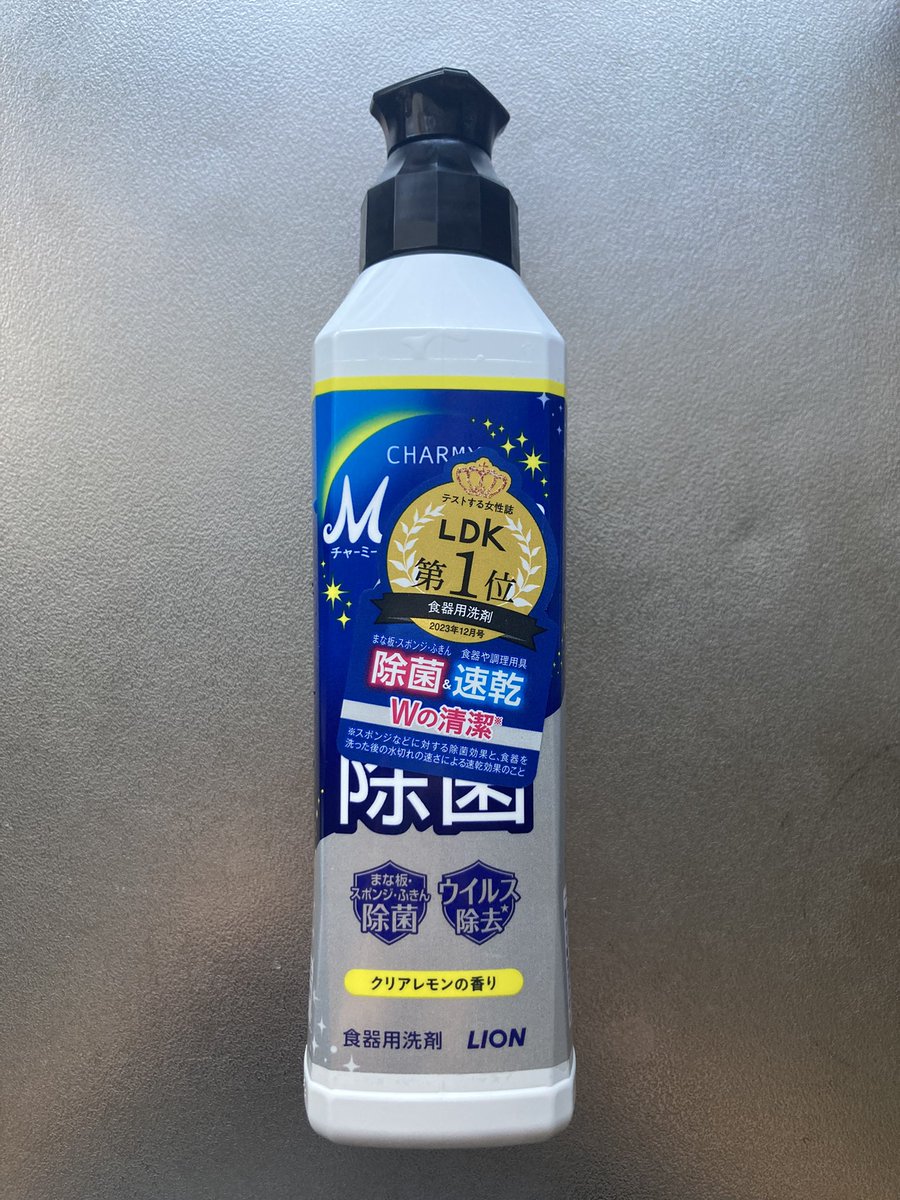 CHARMY
M
チャーミー
テストする女性誌
LDK
第1位
食器用洗剤
2023年12月号
まな板・スポンジ・ふきん 食器や調理用具
除菌&速乾
Wの清潔※
※スポンジなどに対する除菌効果と、食器を
洗った後の水切れの速さによる速乾効果のこと
除菌
まな板・
スポンジ・ふきん
除菌
ウイルス
除去*
クリアレモンの香り
食器用洗剤 LION